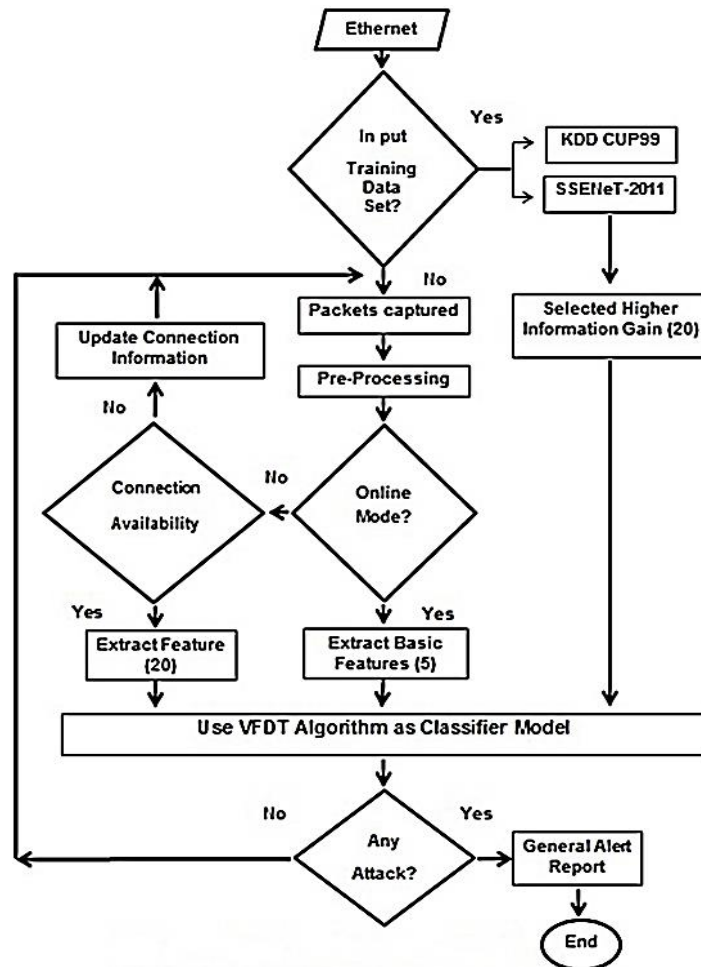 Ethernet
In put
Training
Data
Set?
Yes
KDD CUP99
SSENeT-2011
No
Packets captured
Selected Higher
Information Gain {20}
Update Connection
Information
Pre-Processing
No
Connection
Availability
No
Online
Mode?
Yes
Extract Feature
{20}
Yes
Extract Basic
Features {5}
Use VFDT Algorithm as Classifier Model
No
Any
Attack?
Yes
General Alert
Report
End